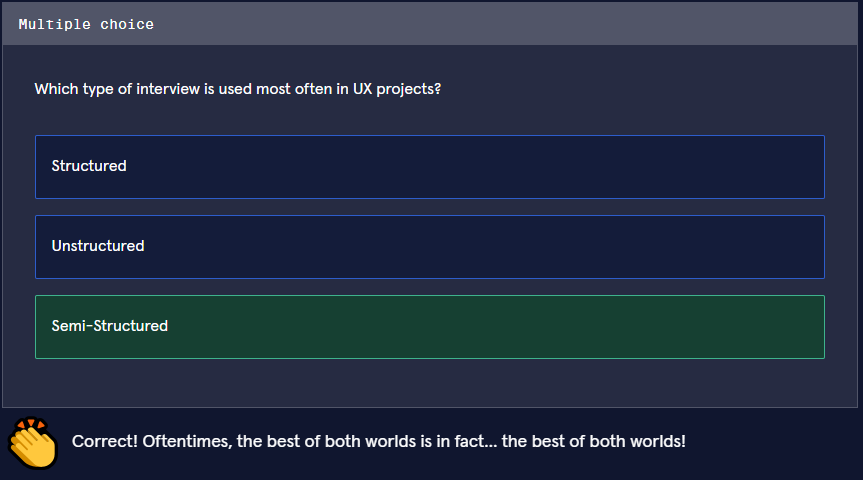 Multiple choice
Which type of interview is used most often in UX projects?
Structured
Unstructured
Semi-Structured
Correct! Oftentimes, the best of both worlds is in fact... the best of both worlds!